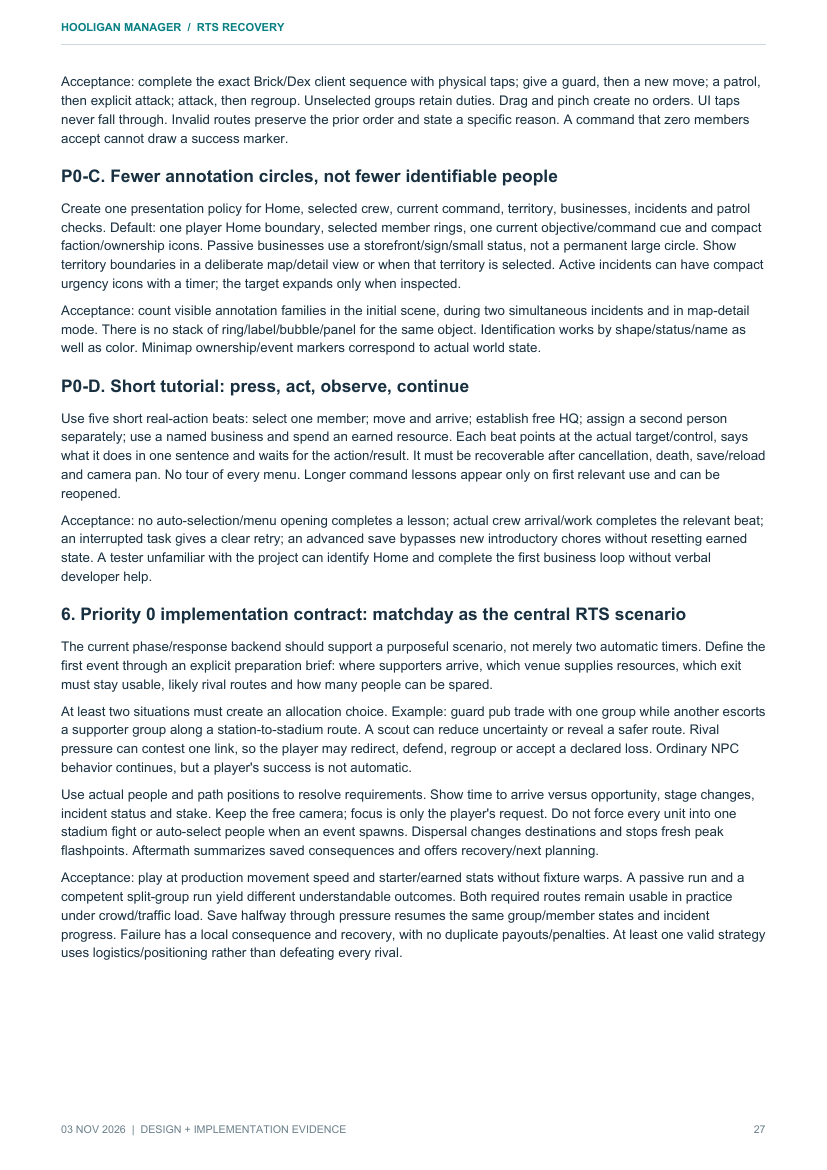 HOOLIGAN MANAGER / RTS RECOVERY
Acceptance: complete the exact Brick/Dex client sequence with physical taps; give a guard, then a new move; a patrol,
then explicit attack; attack, then regroup. Unselected groups retain duties. Drag and pinch create no orders. UI taps
never fall through. Invalid routes preserve the prior order and state a specific reason. A command that zero members
accept cannot draw a success marker.
P0-C. Fewer annotation circles, not fewer identifiable people
Create one presentation policy for Home, selected crew, current command, territory, businesses, incidents and patrol
checks. Default: one player Home boundary, selected member rings, one current objective/command cue and compact
faction/ownership icons. Passive businesses use a storefront/sign/small status, not a permanent large circle. Show
territory boundaries in a deliberate map/detail view or when that territory is selected. Active incidents can have compact
urgency icons with a timer; the target expands only when inspected.
Acceptance: count visible annotation families in the initial scene, during two simultaneous incidents and in map-detail
mode. There is no stack of ring/label/bubble/panel for the same object. Identification works by shape/status/name as
well as color. Minimap ownership/event markers correspond to actual world state.
P0-D. Short tutorial: press, act, observe, continue
Use five short real-action beats: select one member; move and arrive; establish free HQ; assign a second person
separately; use a named business and spend an earned resource. Each beat points at the actual target/control, says
what it does in one sentence and waits for the action/result. It must be recoverable after cancellation, death, save/reload
and camera pan. No tour of every menu. Longer command lessons appear only on first relevant use and can be
reopened.
Acceptance: no auto-selection/menu opening completes a lesson; actual crew arrival/work completes the relevant beat;
an interrupted task gives a clear retry; an advanced save bypasses new introductory chores without resetting earned
state. A tester unfamiliar with the project can identify Home and complete the first business loop without verbal
developer help.
6. Priority 0 implementation contract: matchday as the central RTS scenario
The current phase/response backend should support a purposeful scenario, not merely two automatic timers. Define the
first event through an explicit preparation brief: where supporters arrive, which venue supplies resources, which exit
must stay usable, likely rival routes and how many people can be spared.
At least two situations must create an allocation choice. Example: guard pub trade with one group while another escorts
a supporter group along a station-to-stadium route. A scout can reduce uncertainty or reveal a safer route. Rival
pressure can contest one link, so the player may redirect, defend, regroup or accept a declared loss. Ordinary NPC
behavior continues, but a player's success is not automatic.
Use actual people and path positions to resolve requirements. Show time to arrive versus opportunity, stage changes,
incident status and stake. Keep the free camera; focus is only the player's request. Do not force every unit into one
stadium fight or auto-select people when an event spawns. Dispersal changes destinations and stops fresh peak
flashpoints. Aftermath summarizes saved consequences and offers recovery/next planning.
Acceptance: play at production movement speed and starter/earned stats without fixture warps. A passive run and a
competent split-group run yield different understandable outcomes. Both required routes remain usable in practice
under crowd/traffic load. Save halfway through pressure resumes the same group/member states and incident
progress. Failure has a local consequence and recovery, with no duplicate payouts/penalties. At least one valid strategy
uses logistics/positioning rather than defeating every rival.
03 NOV 2026 | DESIGN + IMPLEMENTATION EVIDENCE
27